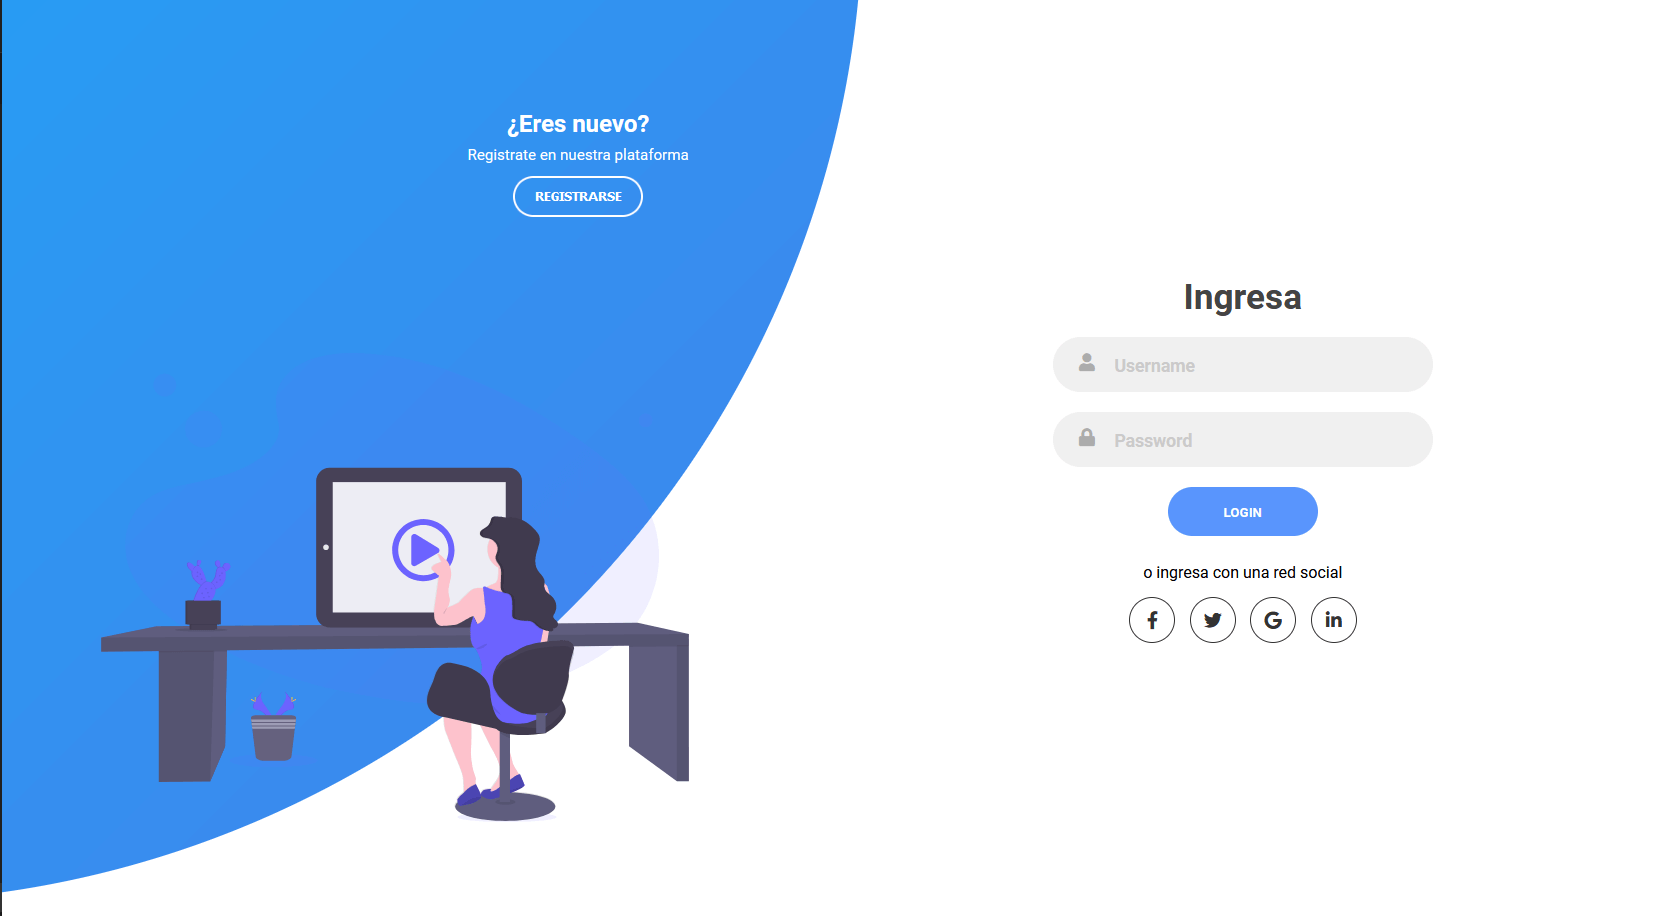 ¿Eres nuevo?
Registrate en nuestra plataforma
REGISTRARSE
Ingresa
Username
Password
LOGIN
o ingresa con una red social